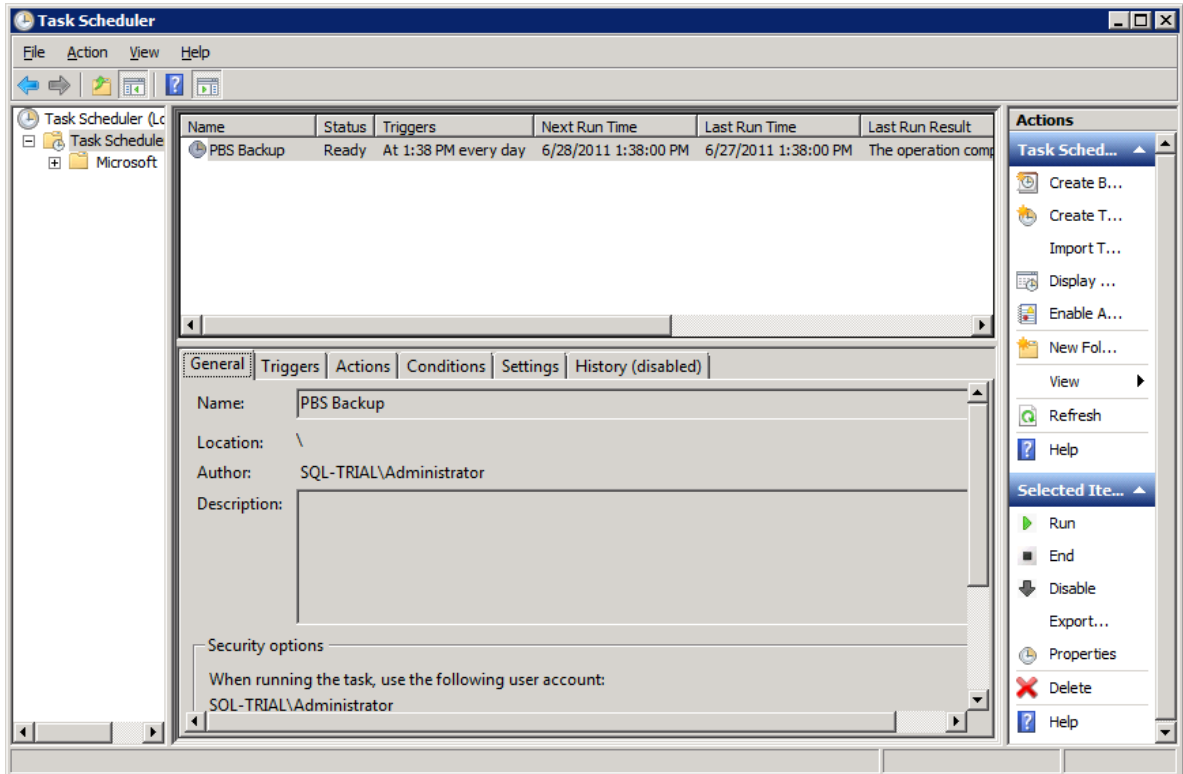 Task Scheduler
File Action View Help
Task Scheduler (Lc
Task Schedule
Microsoft
Name Status Triggers Next Run Time Last Run Time Last Run Result
PBS Backup Ready At 1:38 PM every day 6/28/2011 1:38:00 PM 6/27/2011 1:38:00 PM The operation comp
General Triggers Actions Conditions Settings History (disabled)
Name: PBS Backup
Location: \
Author: SQL-TRIAL\Administrator
Description:
Security options
When running the task, use the following user account:
SQL-TRIAL\Administrator
Actions
Task Sched...
Create B...
Create T...
Import T...
Display ...
Enable A...
New Fol...
View
Refresh
Help
Selected Ite...
Run
End
Disable
Export...
Properties
Delete
Help